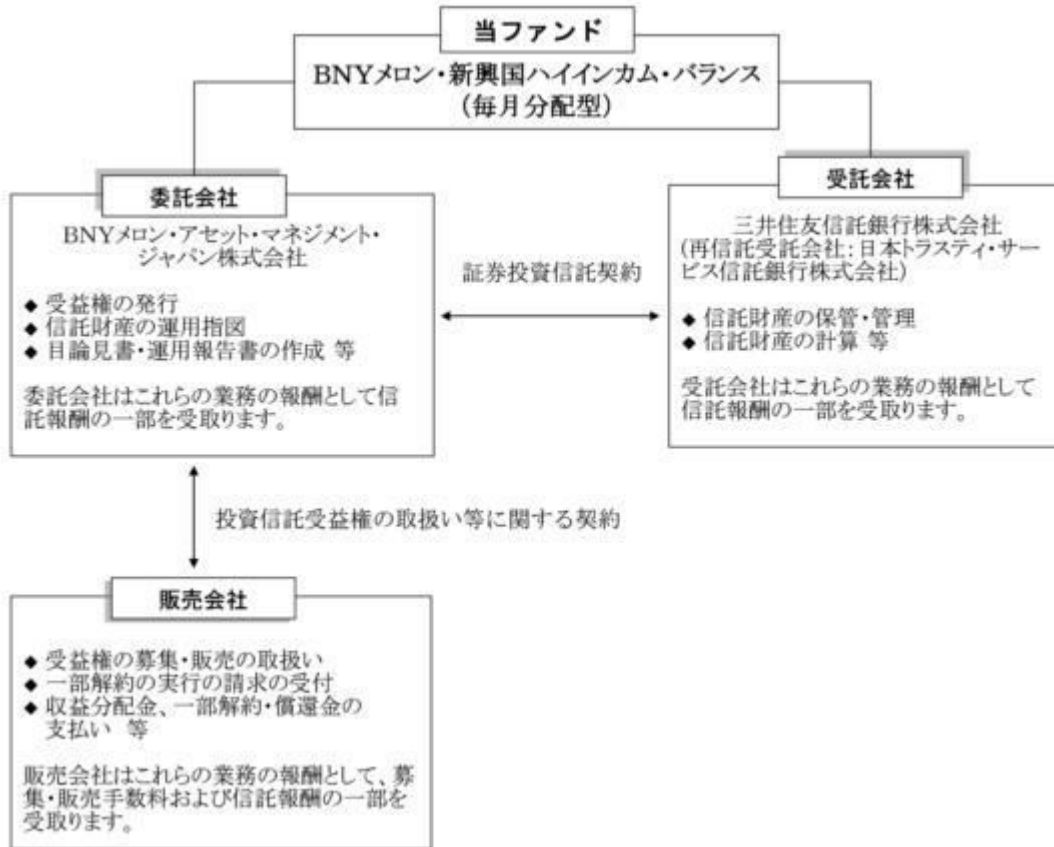 当ファンド
BNYメロン・新興国ハイインカム・バランス
(毎月分配型)
委託会社
BNYメロン・アセット・マネジメント・
ジャパン株式会社
◆ 受益権の発行
◆ 信託財産の運用指図
◆ 目論見書・運用報告書の作成 等
委託会社はこれらの業務の報酬として信
託報酬の一部を受取ります。
証券投資信託契約
受託会社
三井住友信託銀行株式会社
(再信託受託会社:日本トラスティ・サー
ビス信託銀行株式会社)
◆ 信託財産の保管・管理
◆ 信託財産の計算 等
受託会社はこれらの業務の報酬として
信託報酬の一部を受取ります。
投資信託受益権の取扱い等に関する契約
販売会社
◆ 受益権の募集・販売の取扱い
◆ 一部解約の実行の請求の受付
◆ 収益分配金、一部解約・償還金の
支払い 等
販売会社はこれらの業務の報酬として、募
集・販売手数料および信託報酬の一部を
受取ります。